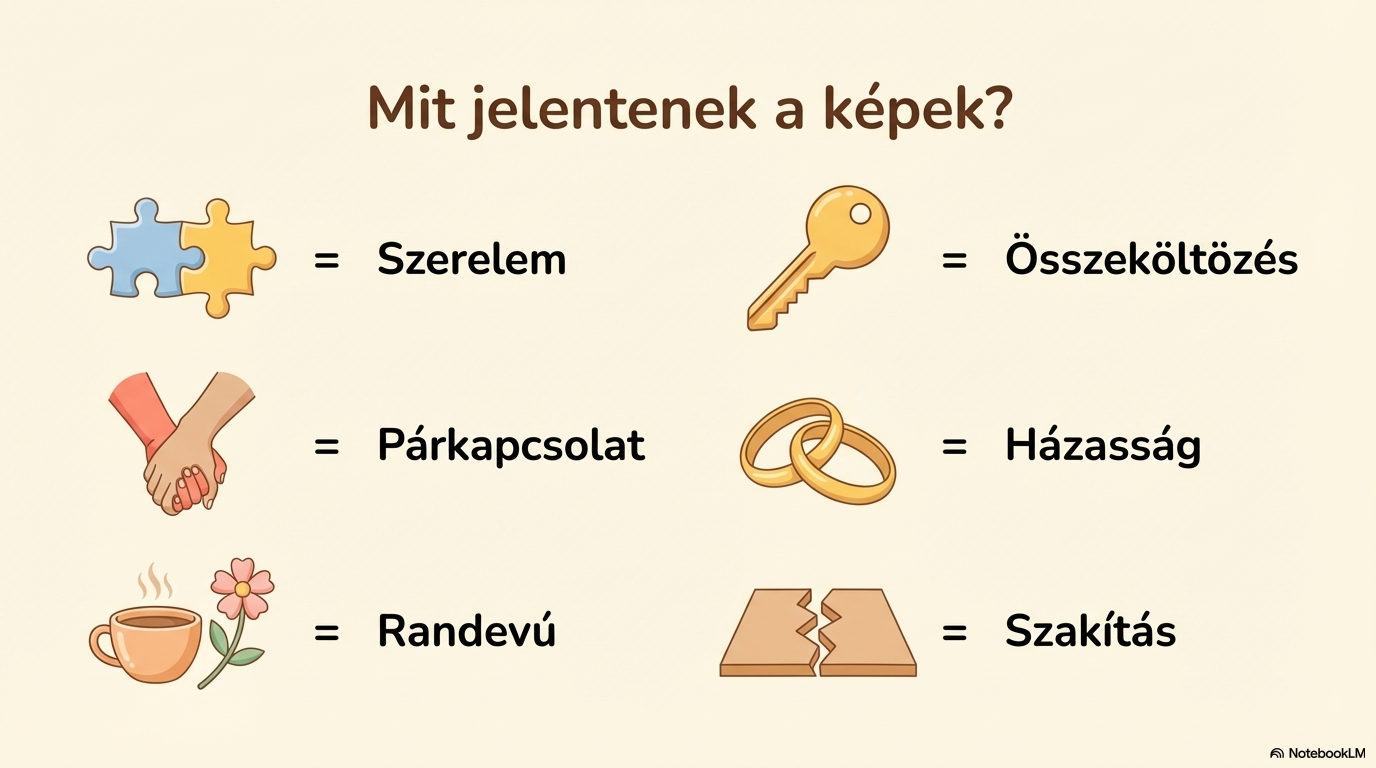 Mit jelentenek a képek?
= Szerelem
= Párkapcsolat
= Randevú
= Összeköltözés
= Házasság
= Szakítás
NotebookLM